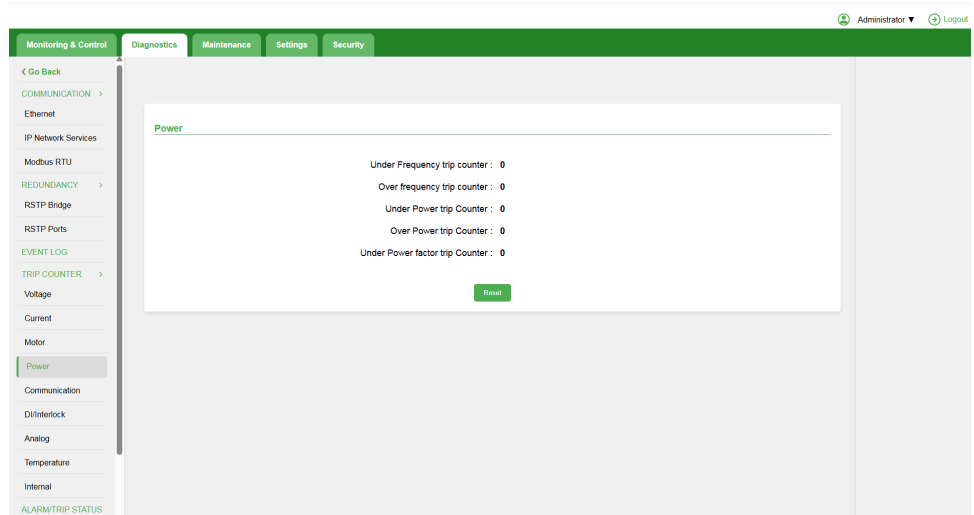 Administrator ▼ Logout
Monitoring & Control Diagnostics Maintenance Settings Security
Go Back
COMMUNICATION
Ethernet
IP Network Services
Modbus RTU
REDUNDANCY
RSTP Bridge
RSTP Ports
EVENT LOG
TRIP COUNTER
Voltage
Current
Motor
Power
Communication
DI/Interlock
Analog
Temperature
Internal
ALARM/TRIP STATUS
Power
Under Frequency trip counter : 0
Over frequency trip counter : 0
Under Power trip Counter : 0
Over Power trip Counter : 0
Under Power factor trip Counter : 0
Reset